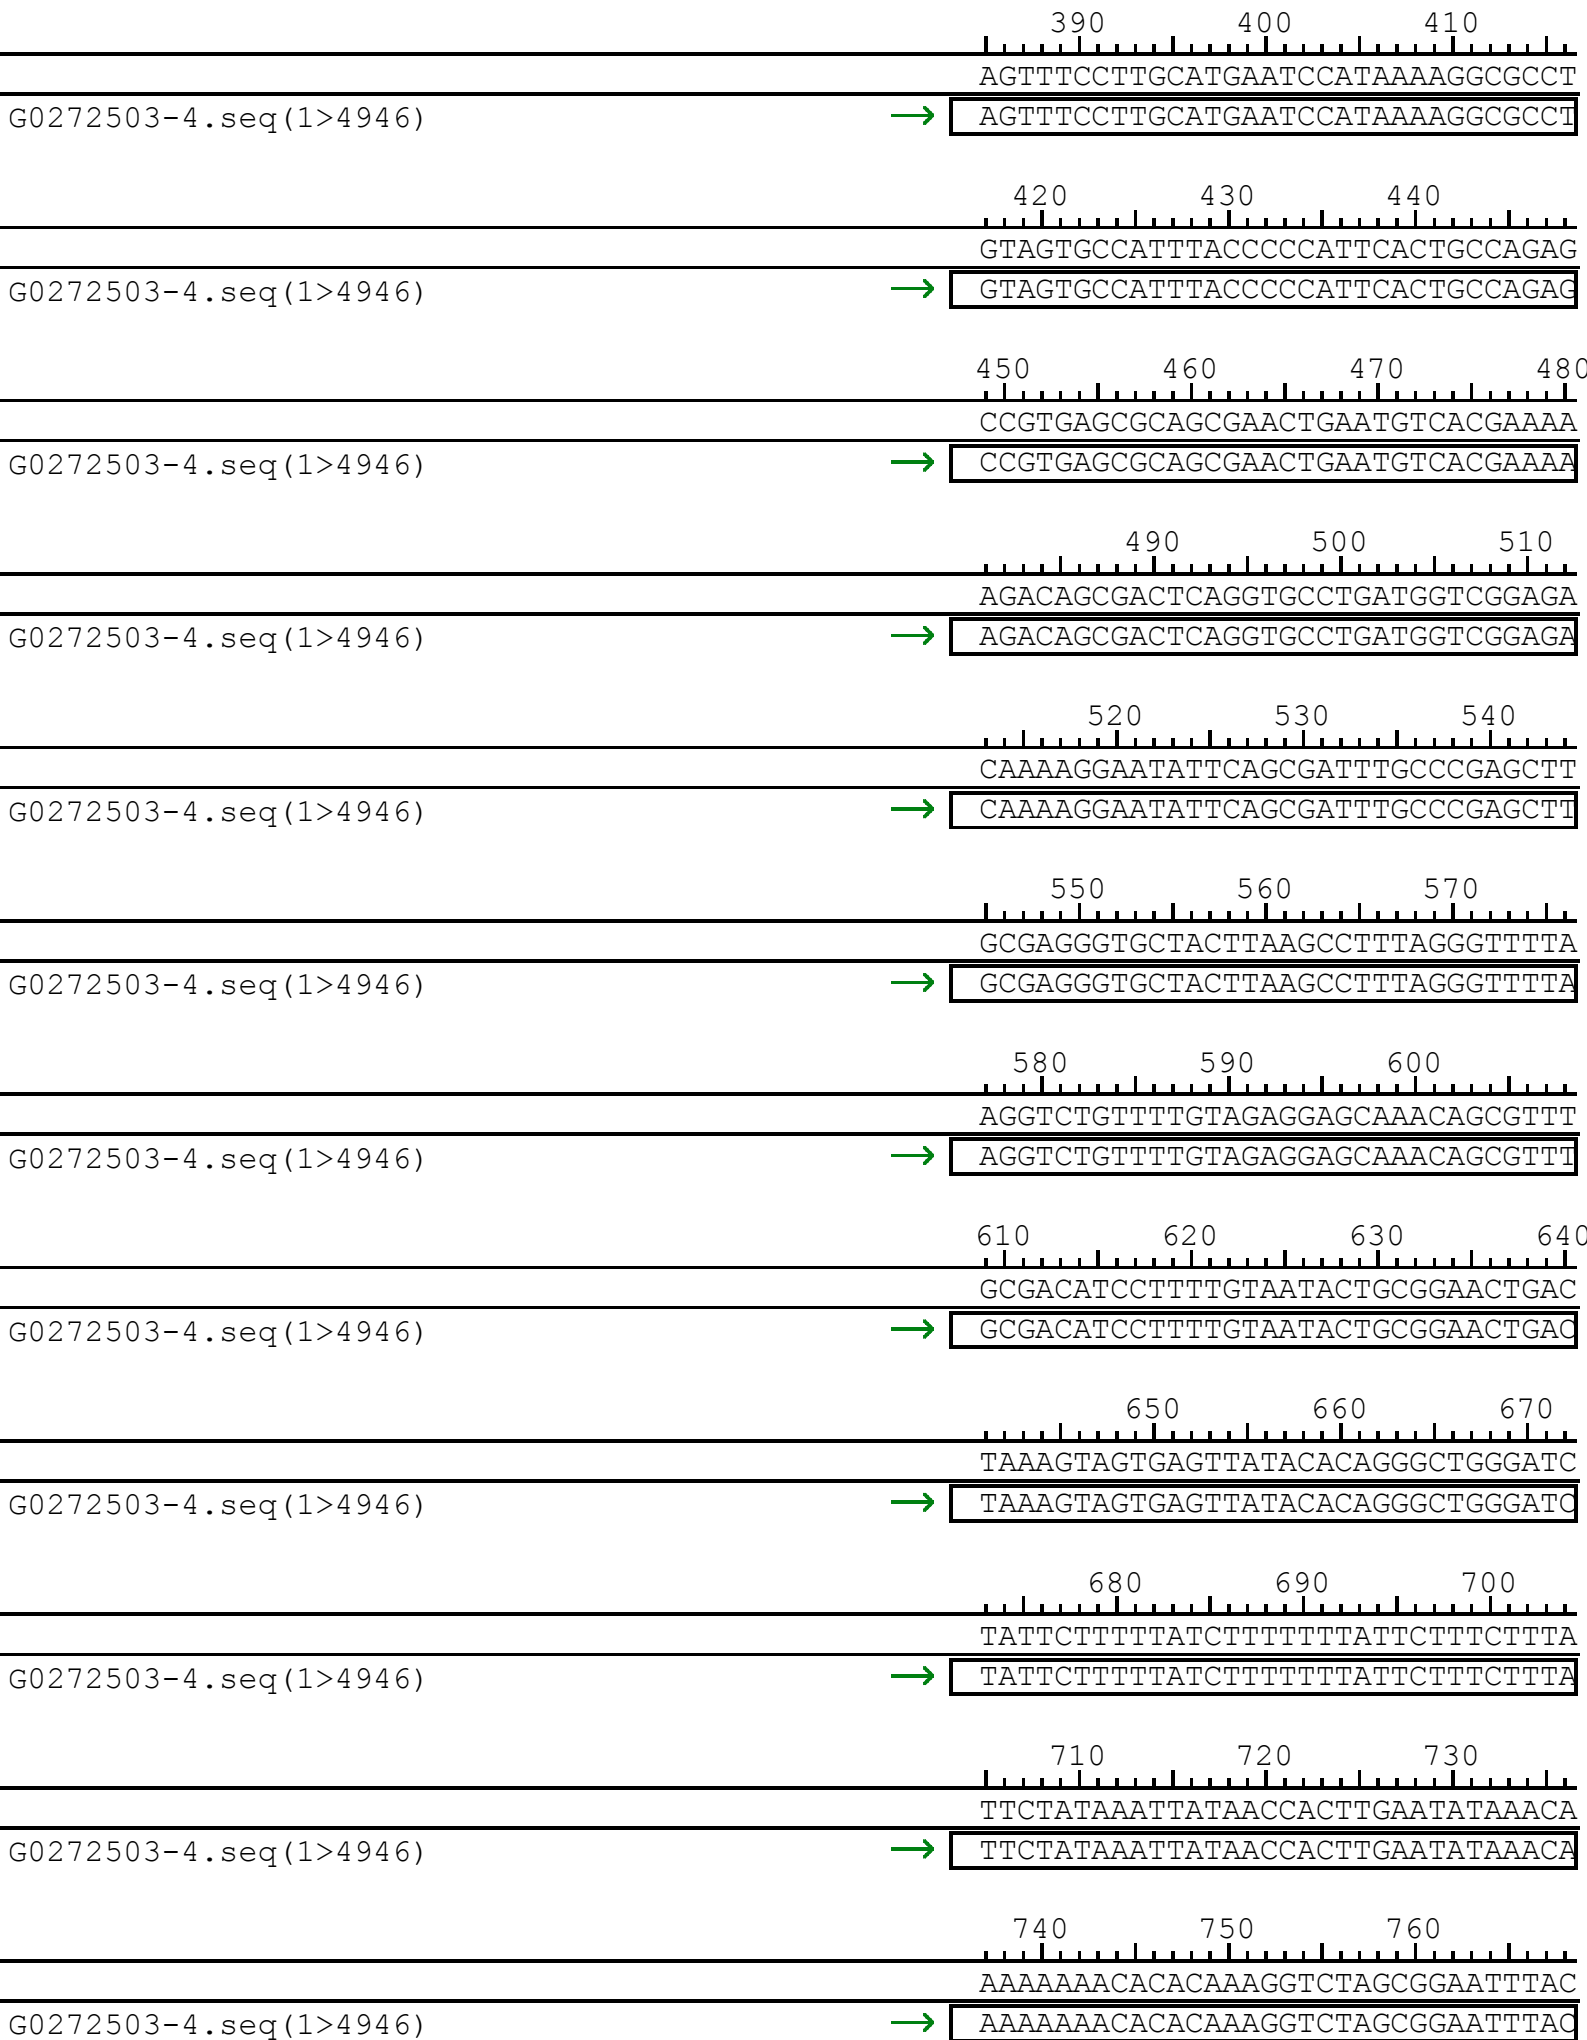 390 400 410
AGTTTCCTTGCATGAATCCATAAAAGGCGCCT
G0272503-4.seq(1>4946) → AGTTTCCTTGCATGAATCCATAAAAGGCGCCT
420 430 440
GTAGTGCCATTTACCCCCATTCACTGCCAGAG
G0272503-4.seq(1>4946) → GTAGTGCCATTTACCCCCATTCACTGCCAGAG
450 460 470 480
CCGTGAGCGCAGCGAACTGAATGTCACGAAAA
G0272503-4.seq(1>4946) → CCGTGAGCGCAGCGAACTGAATGTCACGAAAA
490 500 510
AGACAGCGACTCAGGTGCCTGATGGTCGGAGA
G0272503-4.seq(1>4946) → AGACAGCGACTCAGGTGCCTGATGGTCGGAGA
520 530 540
CAAAAGGAATATTCAGCGATTTGCCCGAGCTT
G0272503-4.seq(1>4946) → CAAAAGGAATATTCAGCGATTTGCCCGAGCTT
550 560 570
GCGAGGGTGCTACTTAAGCCTTTAGGGTTTTA
G0272503-4.seq(1>4946) → GCGAGGGTGCTACTTAAGCCTTTAGGGTTTTA
580 590 600
AGGTCTGTTTTGTAGAGGAGCAAACAGCGTTT
G0272503-4.seq(1>4946) → AGGTCTGTTTTGTAGAGGAGCAAACAGCGTTT
610 620 630 640
GCGACATCCTTTTGTAATACTGCGGAACTGAC
G0272503-4.seq(1>4946) → GCGACATCCTTTTGTAATACTGCGGAACTGAC
650 660 670
TAAAGTAGTGAGTTATACACAGGGCTGGGATC
G0272503-4.seq(1>4946) → TAAAGTAGTGAGTTATACACAGGGCTGGGATC
680 690 700
TATTCTTTTTATCTTTTTTTATTCTTTCTTTA
G0272503-4.seq(1>4946) → TATTCTTTTTATCTTTTTTTATTCTTTCTTTA
710 720 730
TTCTATAAATTATAACCACTTGAATATAAACA
G0272503-4.seq(1>4946) → TTCTATAAATTATAACCACTTGAATATAAACA
740 750 760
AAAAAAACACACAAAGGTCTAGCGGAATTTAC
G0272503-4.seq(1>4946) → AAAAAAACACACAAAGGTCTAGCGGAATTTAC